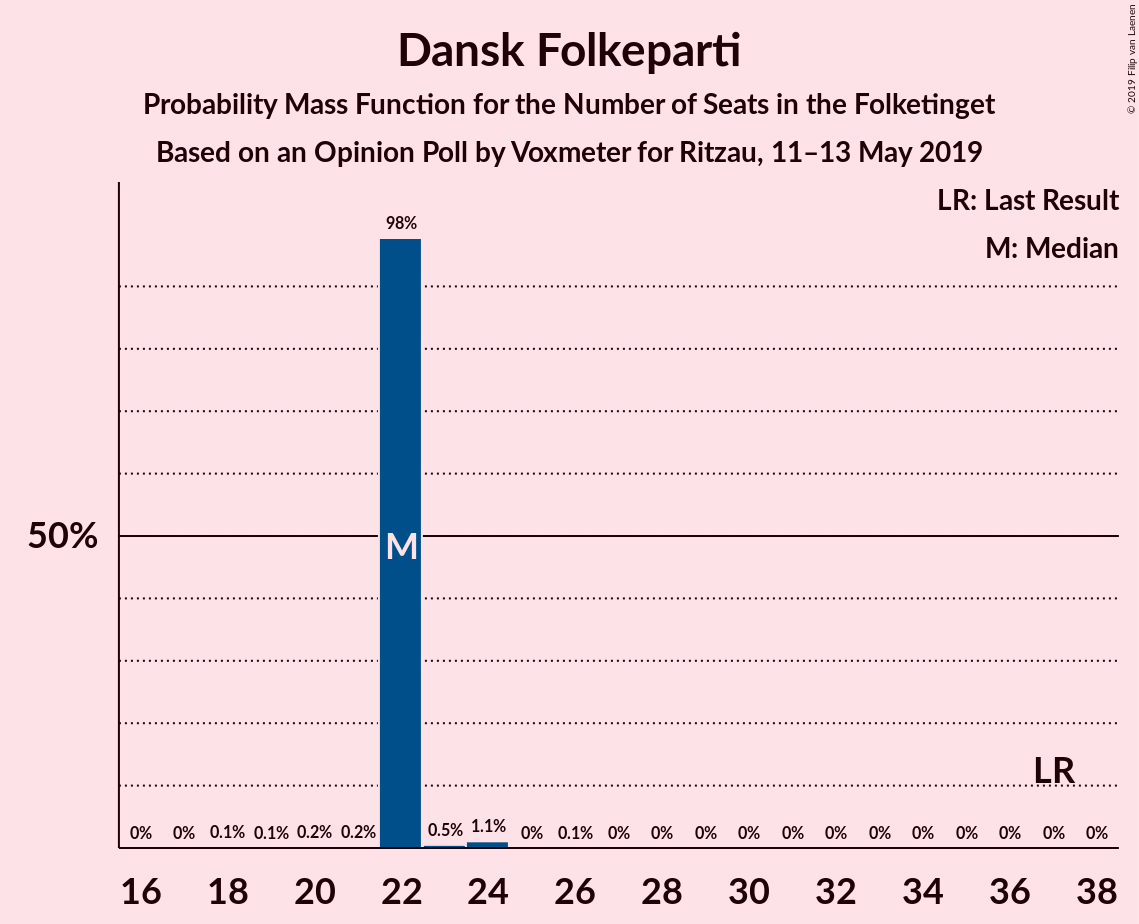 Dansk Folkeparti
Probability Mass Function for the Number of Seats in the Folketinget
Based on an Opinion Poll by Voxmeter for Ritzau, 11–13 May 2019
© 2019 Filip van Laenen
LR: Last Result
M: Median
98%
50%
M
LR
0% 0% 0.1% 0.1% 0.2% 0.2% 0.5% 1.1% 0% 0.1% 0% 0% 0% 0% 0% 0% 0% 0% 0% 0% 0% 0%
16 18 20 22 24 26 28 30 32 34 36 38